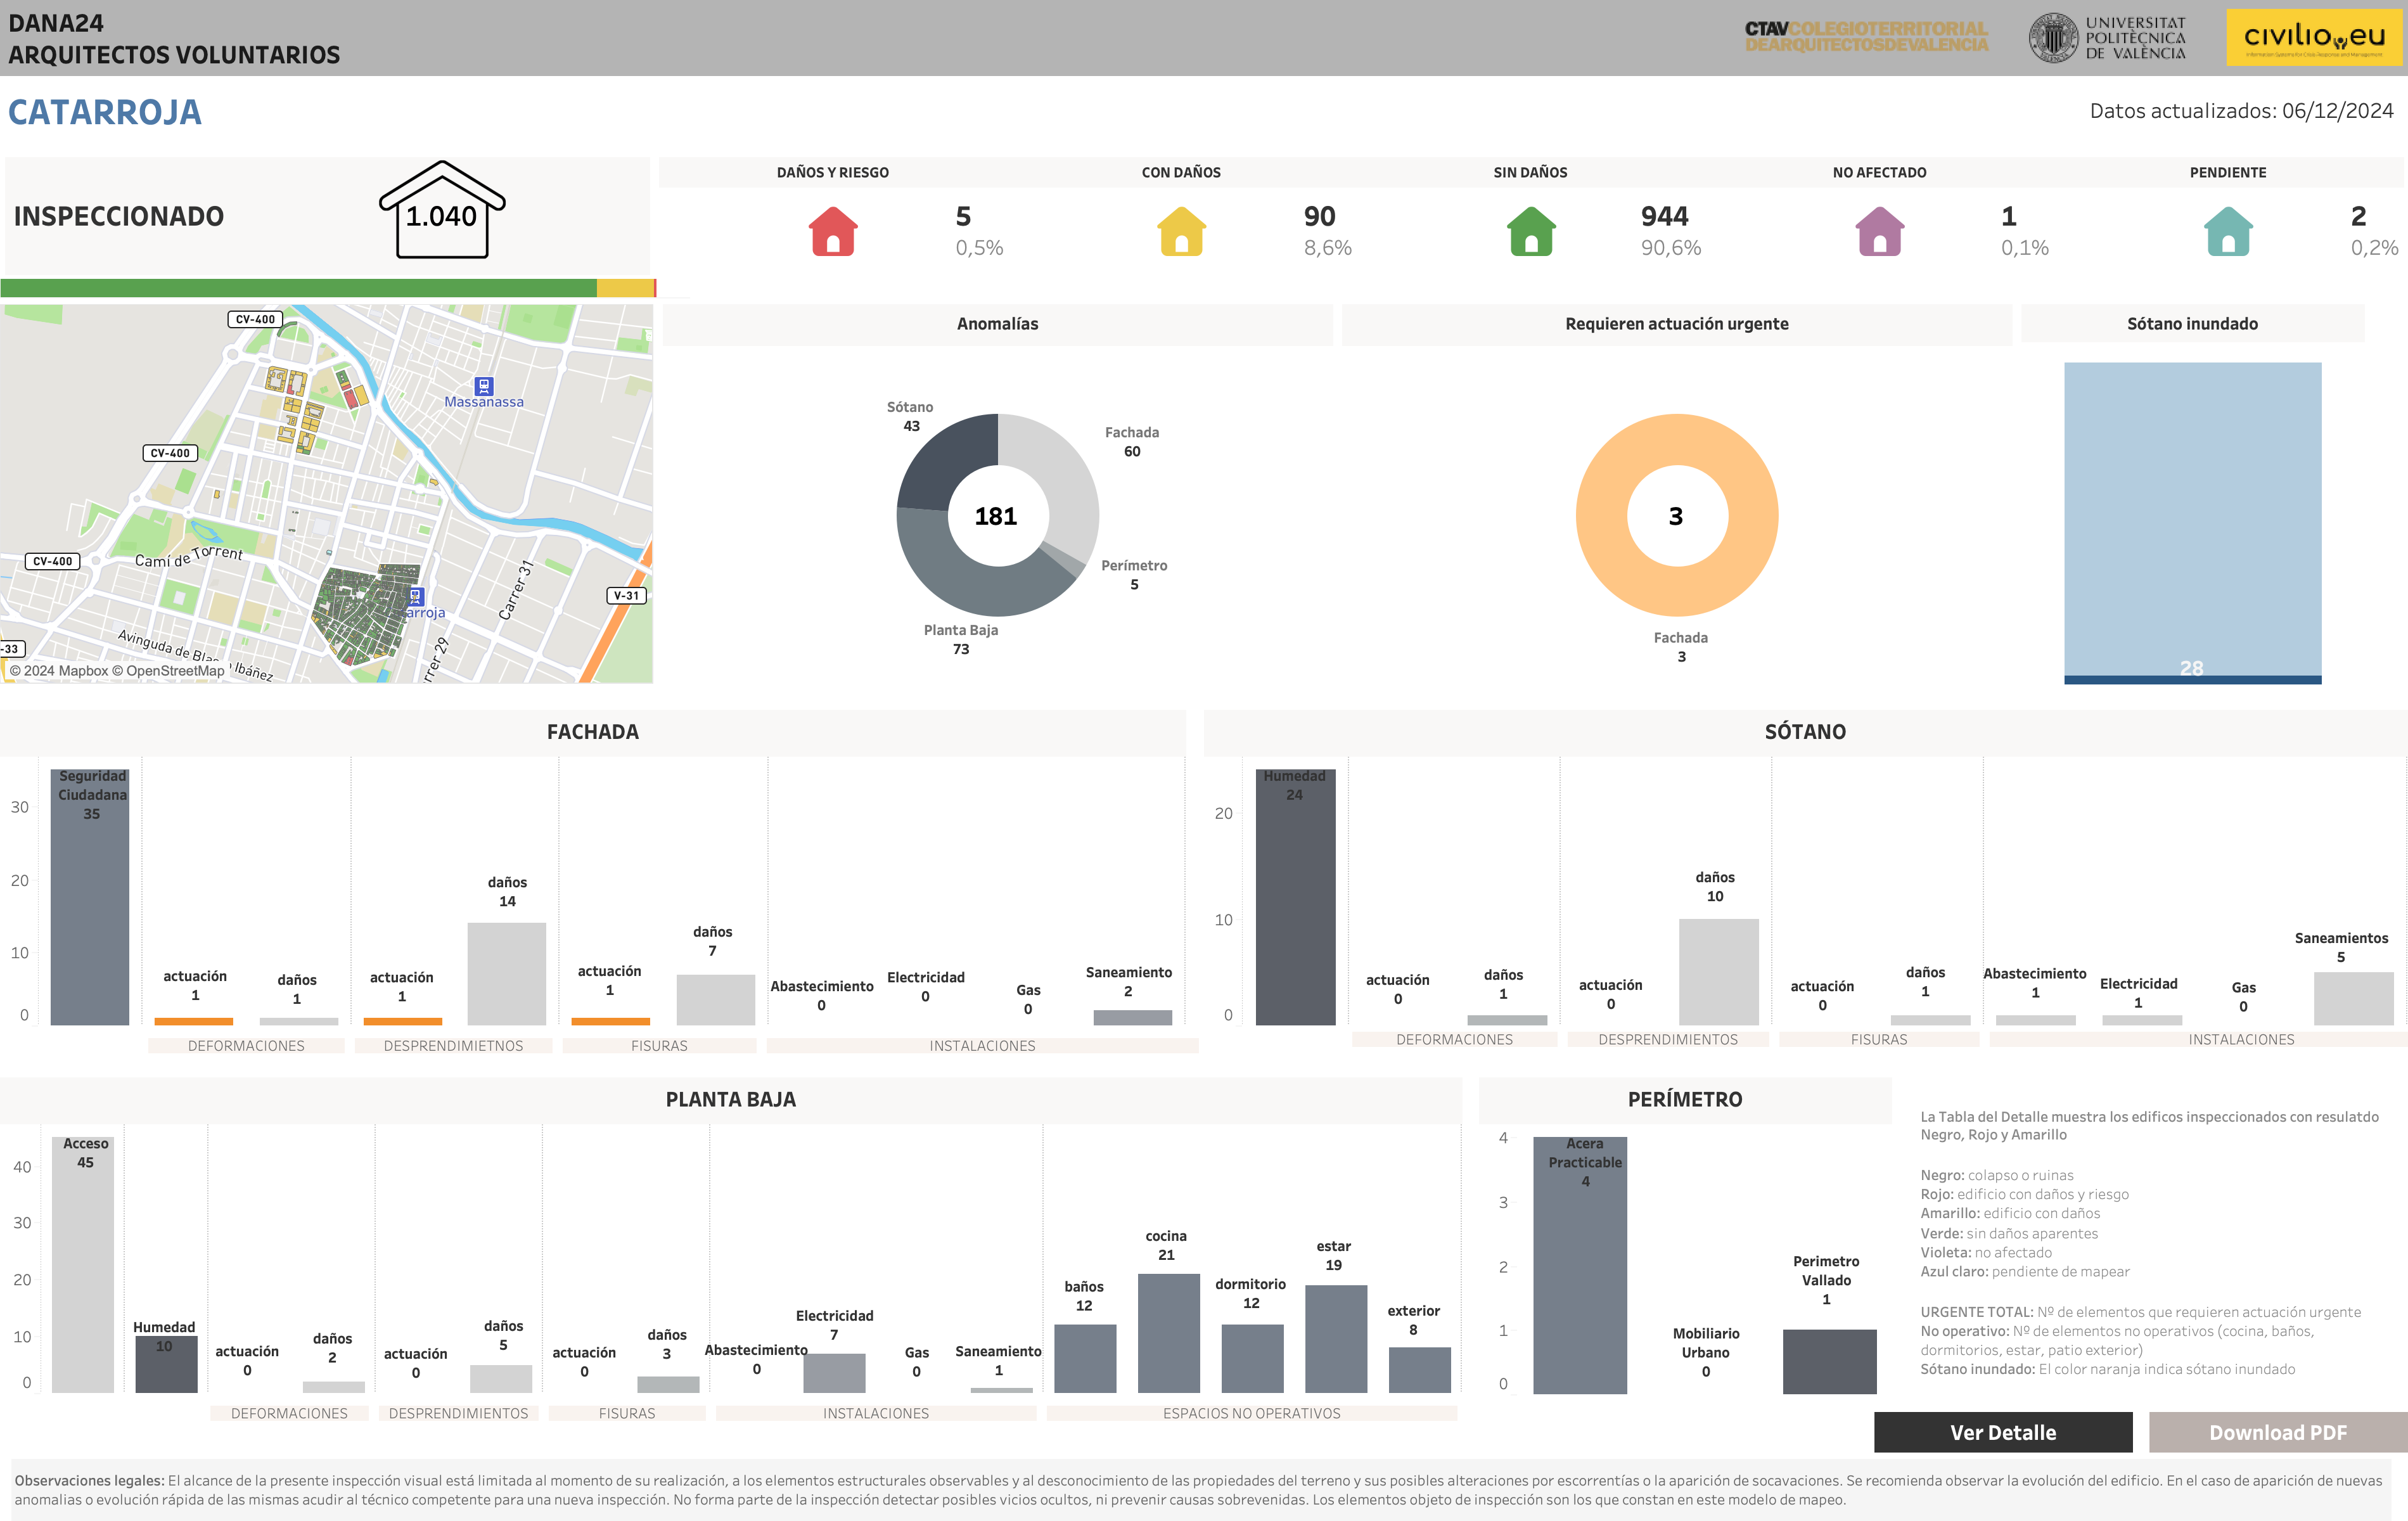 DANA24
ARQUITECTOS VOLUNTARIOS
CTAVCOLEGIOTERRITORIAL
DEARQUITECTOSDEVALENCIA
UNIVERSITAT
POLITÈCNICA
DE VALÈNCIA
civilio.eu
Information Systems for Crisis Response and Management
CATARROJA
Datos actualizados: 06/12/2024
INSPECCIONADO
1.040
DAÑOS Y RIESGO
5
0,5%
CON DAÑOS
90
8,6%
SIN DAÑOS
944
90,6%
NO AFECTADO
1
0,1%
PENDIENTE
2
0,2%
CV-400
Massanassa
CV-400
CV-400
Camí de Torrent
Carrer 31
V-31
arroja
-33
Avinguda de Blasco Ibáñez
rrer 29
© 2024 Mapbox © OpenStreetMap
Anomalías
Sótano
43
Fachada
60
181
Perímetro
5
Planta Baja
73
Requieren actuación urgente
3
Fachada
3
Sótano inundado
28
FACHADA
30
20
10
0
Seguridad
Ciudadana
35
actuación
1
daños
1
DEFORMACIONES
actuación
1
daños
14
DESPRENDIMIETNOS
actuación
1
daños
7
FISURAS
Abastecimiento
0
Electricidad
0
Gas
0
Saneamiento
2
INSTALACIONES
SÓTANO
20
10
0
Humedad
24
actuación
0
daños
1
DEFORMACIONES
actuación
0
daños
10
DESPRENDIMIENTOS
actuación
0
daños
1
FISURAS
Abastecimiento
1
Electricidad
1
Gas
0
Saneamientos
5
INSTALACIONES
PLANTA BAJA
40
30
20
10
0
Acceso
45
Humedad
10
actuación
0
daños
2
DEFORMACIONES
actuación
0
daños
5
DESPRENDIMIENTOS
actuación
0
daños
3
FISURAS
Abastecimiento
0
Electricidad
7
Gas
0
Saneamiento
1
INSTALACIONES
baños
12
cocina
21
dormitorio
12
estar
19
exterior
8
ESPACIOS NO OPERATIVOS
PERÍMETRO
4
3
2
1
0
Acera
Practicable
4
Mobiliario
Urbano
0
Perimetro
Vallado
1
La Tabla del Detalle muestra los edificos inspeccionados con resulatdo
Negro, Rojo y Amarillo
Negro: colapso o ruinas
Rojo: edificio con daños y riesgo
Amarillo: edificio con daños
Verde: sin daños aparentes
Violeta: no afectado
Azul claro: pendiente de mapear
URGENTE TOTAL: Nº de elementos que requieren actuación urgente
No operativo: Nº de elementos no operativos (cocina, baños,
dormitorios, estar, patio exterior)
Sótano inundado: El color naranja indica sótano inundado
Ver Detalle
Download PDF
Observaciones legales: El alcance de la presente inspección visual está limitada al momento de su realización, a los elementos estructurales observables y al desconocimiento de las propiedades del terreno y sus posibles alteraciones por escorrentías o la aparición de socavaciones. Se recomienda observar la evolución del edificio. En el caso de aparición de nuevas
anomalias o evolución rápida de las mismas acudir al técnico competente para una nueva inspección. No forma parte de la inspección detectar posibles vicios ocultos, ni prevenir causas sobrevenidas. Los elementos objeto de inspección son los que constan en este modelo de mapeo.